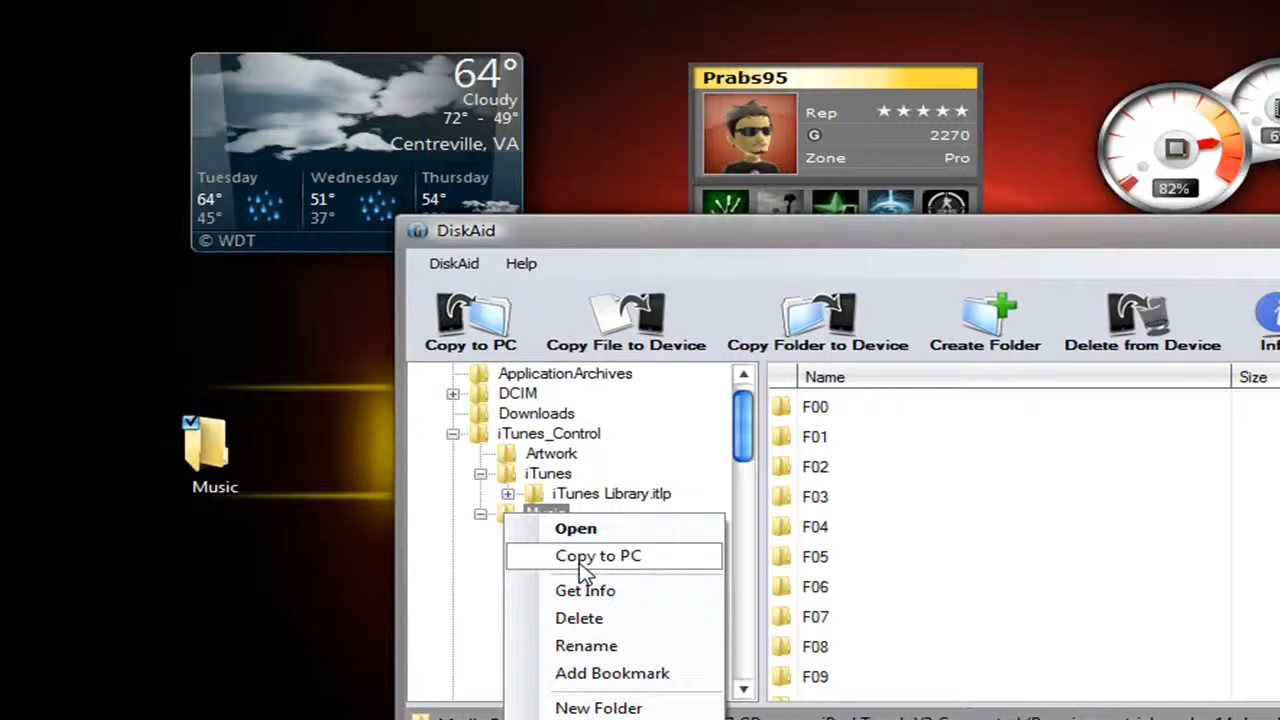 64°
Cloudy
72° - 49°
Centreville, VA
Tuesday Wednesday Thursday
64° 51° 54°
45° 37°
© WDT
Prabs95
Rep
G 2270
Zone Pro
82%
DiskAid
DiskAid Help
Copy to PC Copy File to Device Copy Folder to Device Create Folder Delete from Device
ApplicationArchives
DCIM
Downloads
iTunes_Control
Artwork
iTunes
iTunes Library.itlp
Music
Name Size
F00
F01
F02
F03
F04
F05
F06
F07
F08
F09
Open
Copy to PC
Get Info
Delete
Rename
Add Bookmark
New Folder
Music